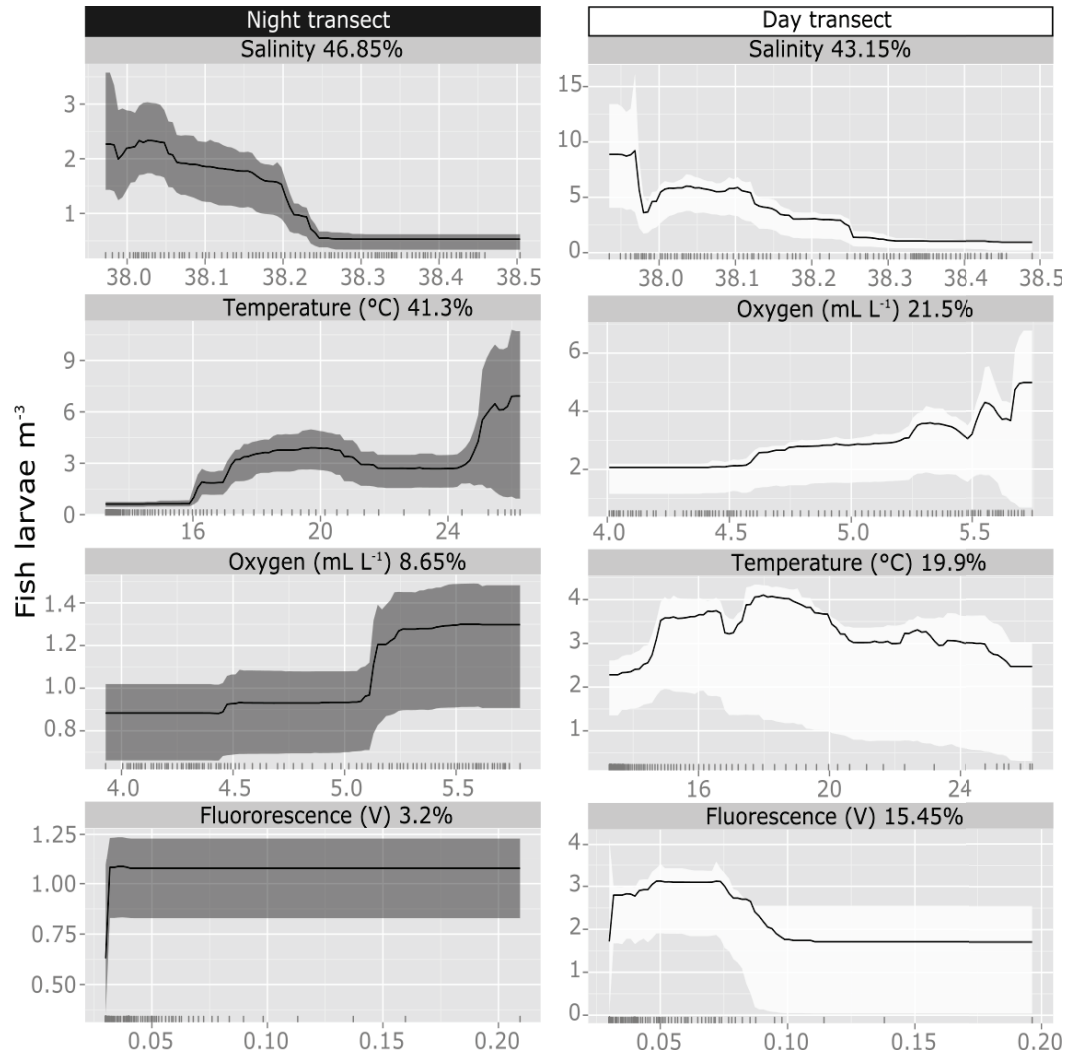 Night transect
Day transect
Salinity 46.85%
Salinity 43.15%
3
2
1
38.0 38.1 38.2 38.3 38.4 38.5
15
10
5
0
38.0 38.1 38.2 38.3 38.4 38.5
Temperature (°C) 41.3%
Oxygen (mL L-1) 21.5%
9
6
3
0
16 20 24
6
4
2
4.0 4.5 5.0 5.5
Fish larvae m-3
Oxygen (mL L-1) 8.65%
Temperature (°C) 19.9%
1.4
1.2
1.0
0.8
4.0 4.5 5.0 5.5
4
3
2
1
16 20 24
Fluororescence (V) 3.2%
Fluorescence (V) 15.45%
1.25
1.00
0.75
0.50
0.05 0.10 0.15 0.20
4
3
2
1
0
0.05 0.10 0.15 0.20